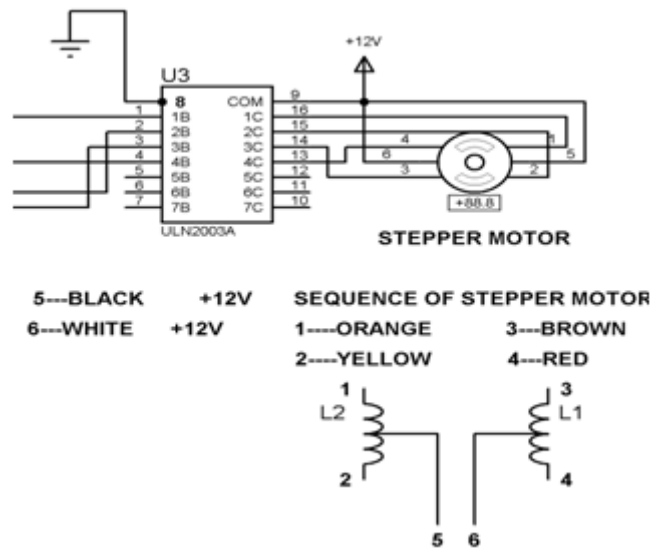 +12V
U3
8 COM 9
1 1B 1C 16
2 2B 2C 15
3 3B 3C 14 4 1
4 4B 4C 13 6 5
5 5B 5C 12 3 2
6 6B 6C 11
7 7B 7C 10
+88.8
ULN2003A
STEPPER MOTOR
5---BLACK +12V SEQUENCE OF STEPPER MOTOR
6---WHITE +12V 1----ORANGE 3---BROWN
2----YELLOW 4---RED
1 3
L2 L1
2 4
5 6